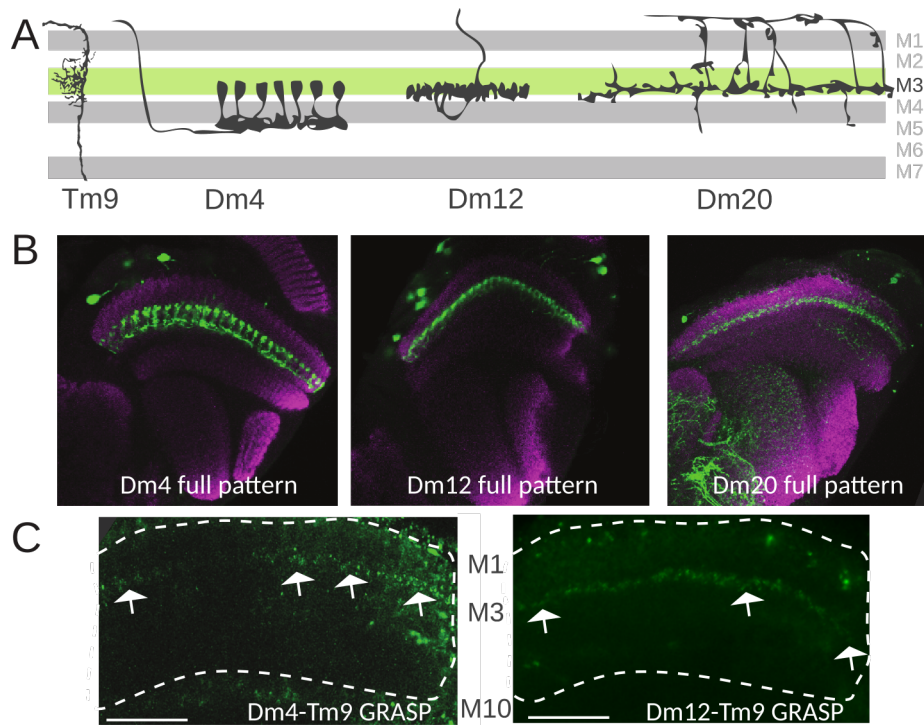 A
M1
M2
M3
M4
M5
M6
M7
Tm9
Dm4
Dm12
Dm20
B
Dm4 full pattern
Dm12 full pattern
Dm20 full pattern
C
M1
M3
M10
Dm4-Tm9 GRASP
Dm12-Tm9 GRASP